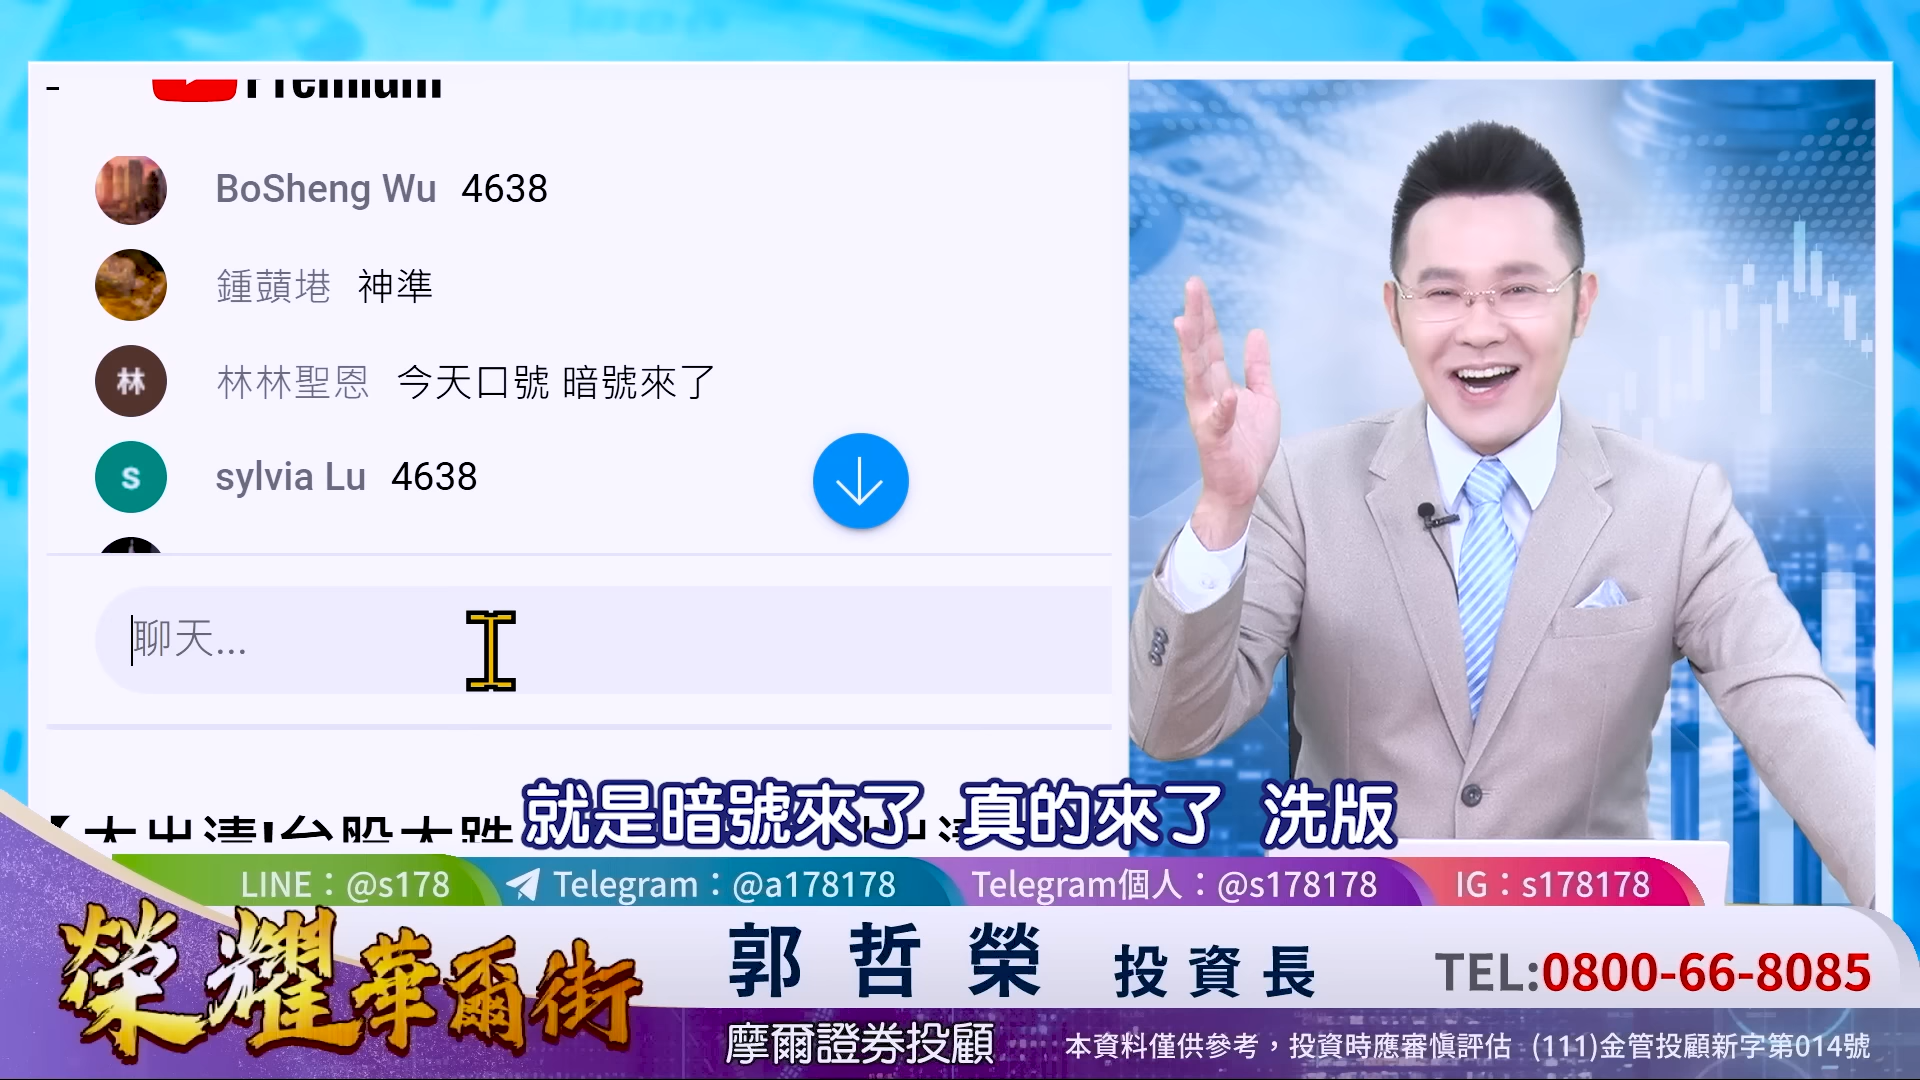 Premium
BoSheng Wu 4638
鍾蘋埢 神準
林 林林聖恩 今天口號 暗號來了
s sylvia Lu 4638
聊天...
就是暗號來了 真的來了 洗版
LINE：@s178 Telegram：@a178178 Telegram個人：@s178178 IG：s178178
榮耀華爾街 郭哲榮 投資長 TEL:0800-66-8085
摩爾證券投顧 本資料僅供參考，投資時應審慎評估 (111)金管投顧新字第014號